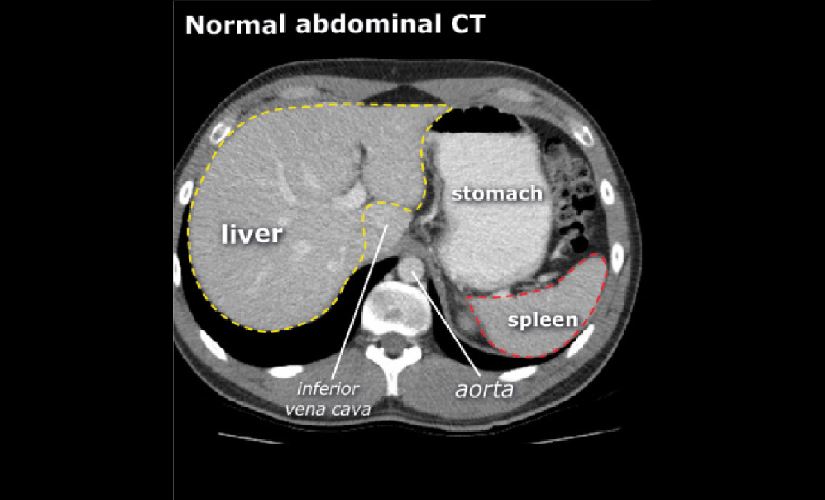 Normal abdominal CT
stomach
liver
spleen
inferior
vena cava
aorta